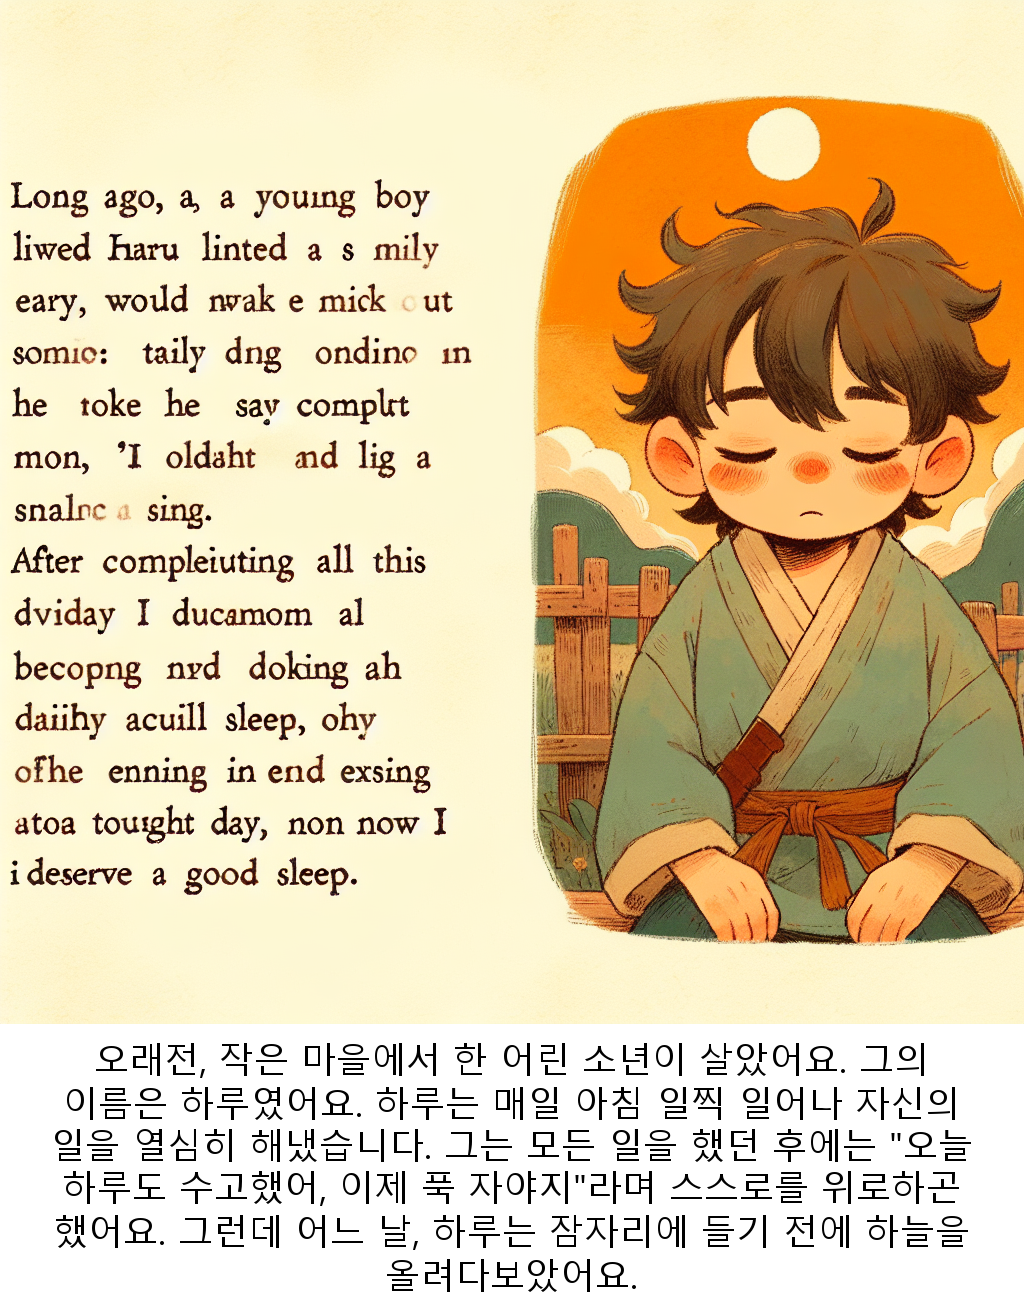 Long ago, a, a youıng boy
liwed Haru linted a s mily
eary, would nwak e mick out
somio: taily dng ondino ın
he toke he say complrt
mon, 'I oldaht and lig a
sing.
After compleiuting all this
dviday I ducamom al
becopng nvd doking ah
daiihy acuill sleep, ohy
ofhe enning in end exsing
atoa touight day, non now I
i deserve a good sleep.
오래전, 작은 마을에서 한 어린 소년이 살았어요. 그의
이름은 하루였어요. 하루는 매일 아침 일찍 일어나 자신의
일을 열심히 해냈습니다. 그는 모든 일을 했던 후에는 "오늘
하루도 수고했어, 이제 푹 자야지"라며 스스로를 위로하곤
했어요. 그런데 어느 날, 하루는 잠자리에 들기 전에 하늘을
올려다보았어요.